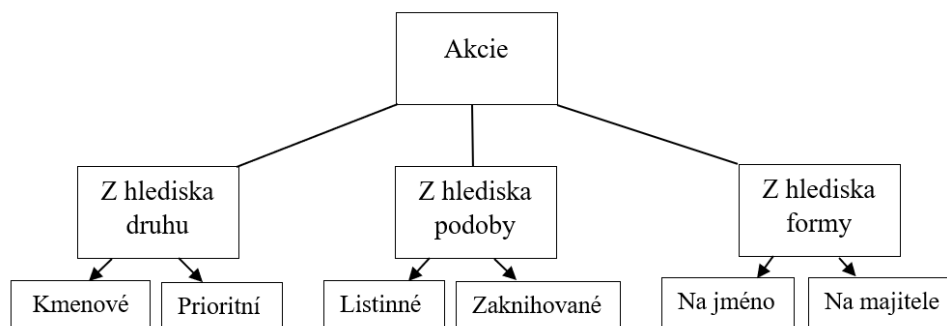 Akcie
Z hlediska
druhu
Z hlediska
podoby
Z hlediska
formy
Kmenové
Prioritní
Listinné
Zaknihované
Na jméno
Na majitele